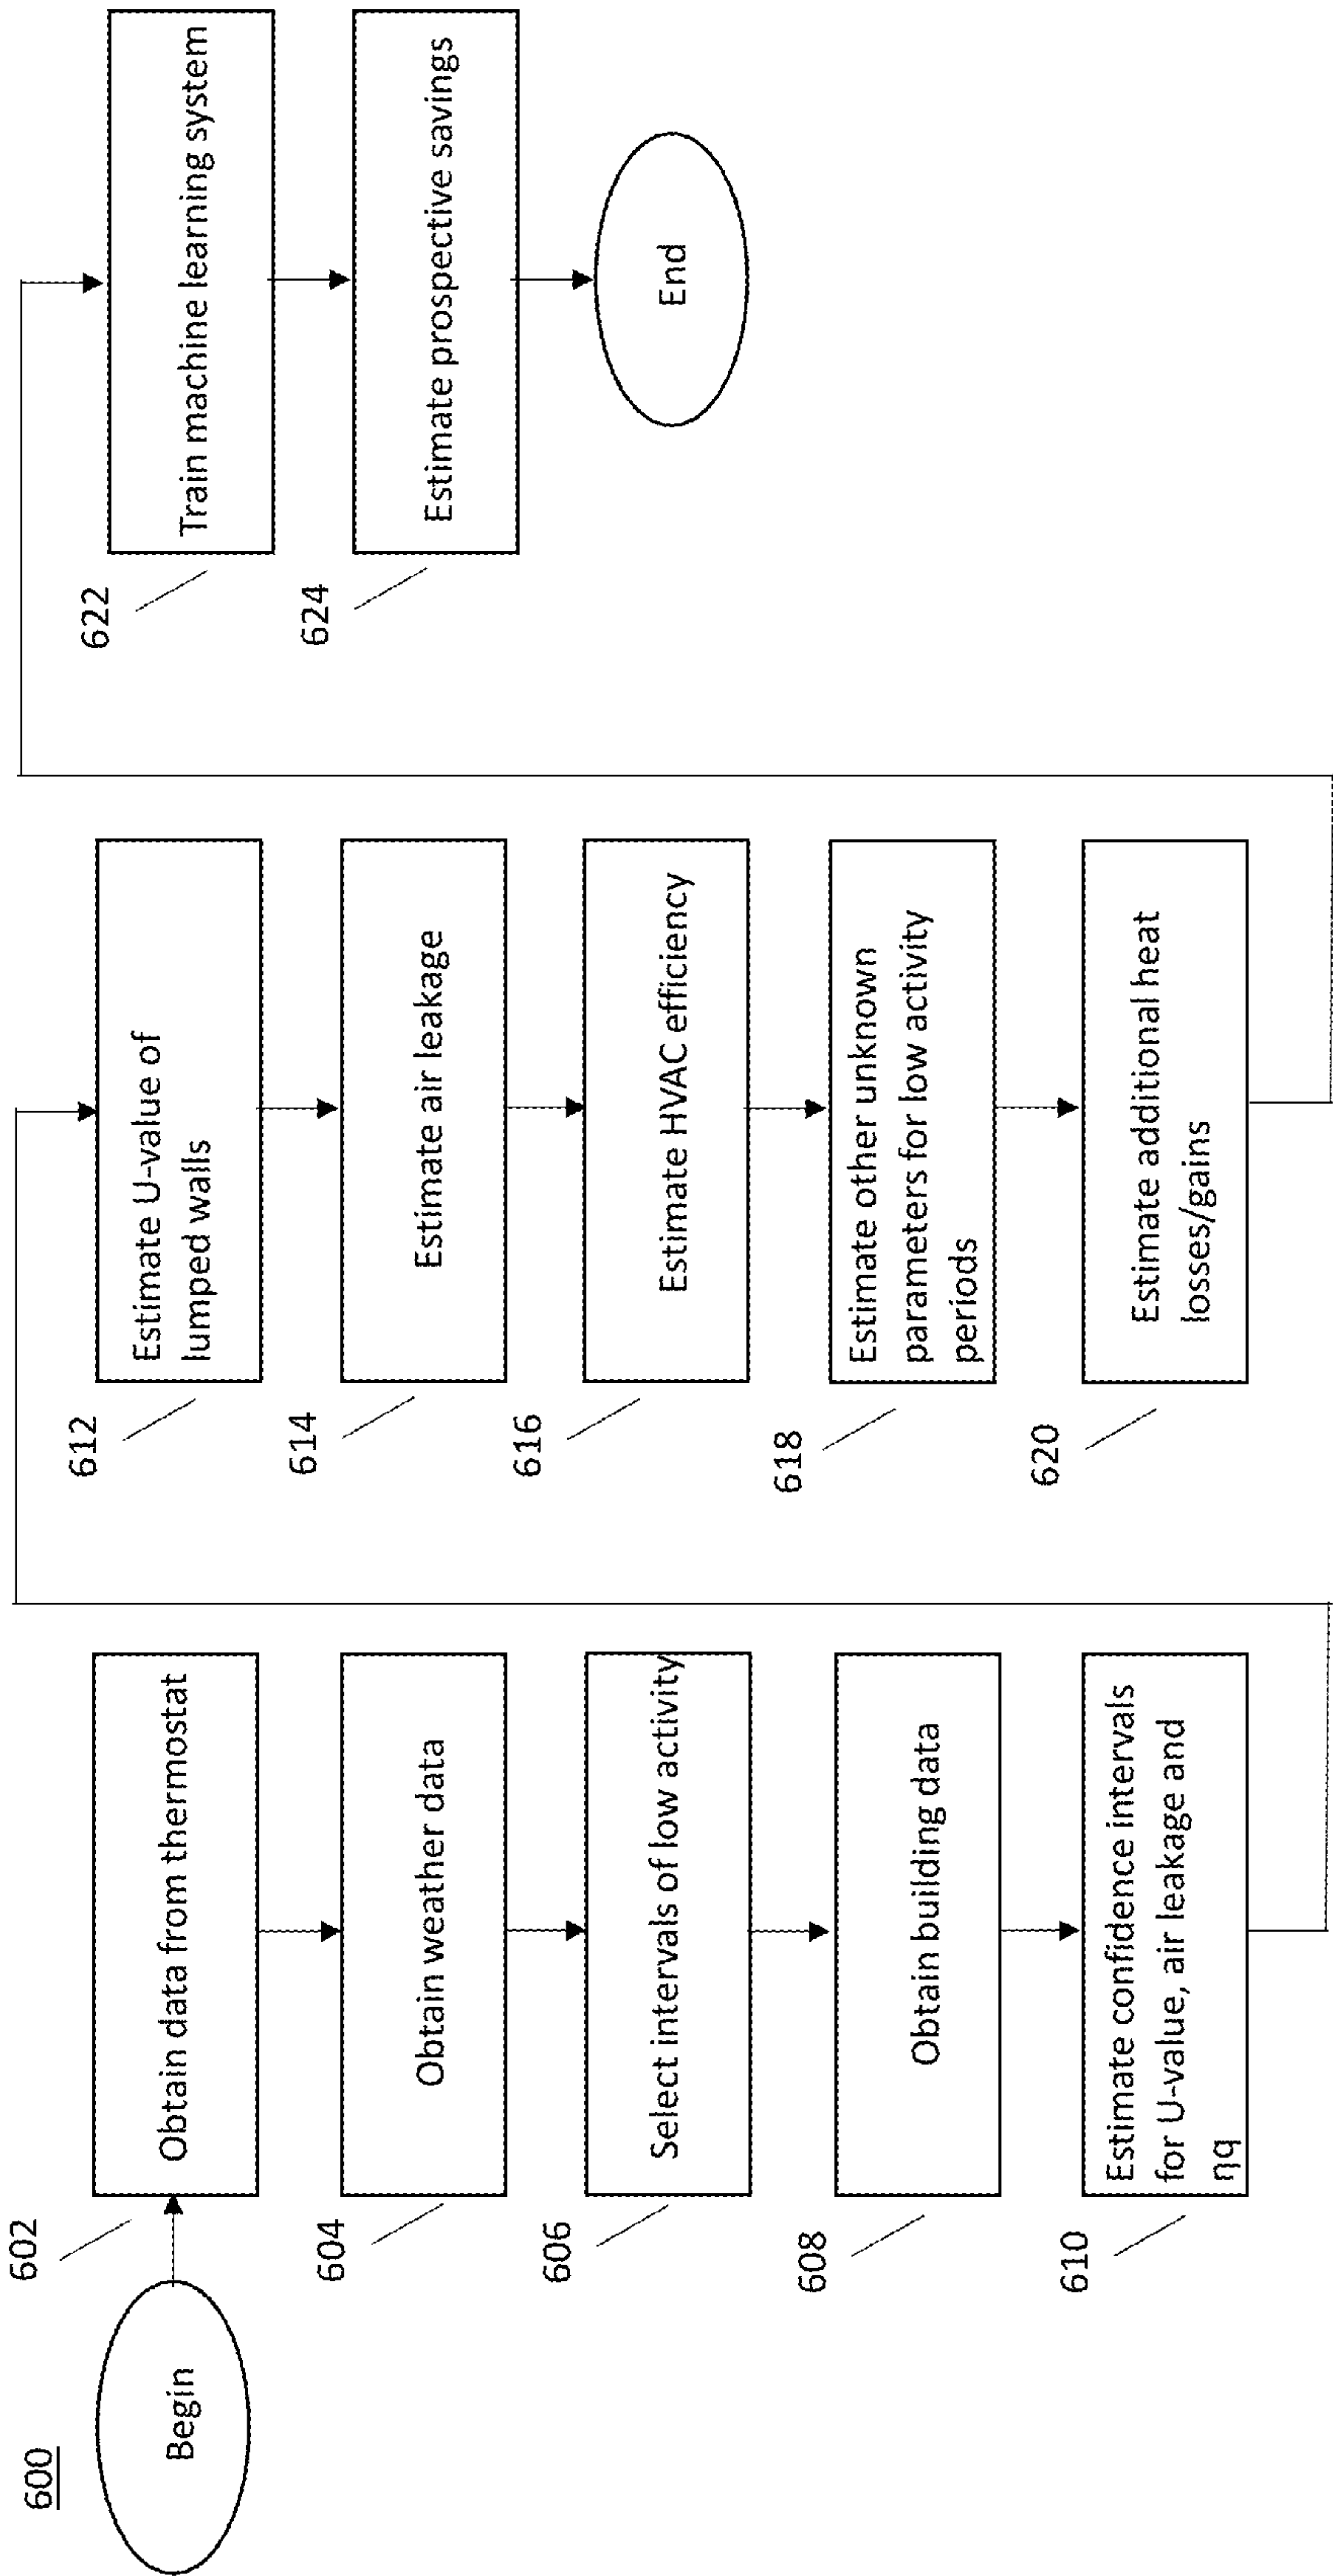 600
Begin
602
Obtain data from thermostat
604
Obtain weather data
606
Select intervals of low activity
608
Obtain building data
610
Estimate confidence intervals
for U-value, air leakage and
ηq
612
Estimate U-value of
lumped walls
614
Estimate air leakage
616
Estimate HVAC efficiency
618
Estimate other unknown
parameters for low activity
periods
620
Estimate additional heat
losses/gains
622
Train machine learning system
624
Estimate prospective savings
End